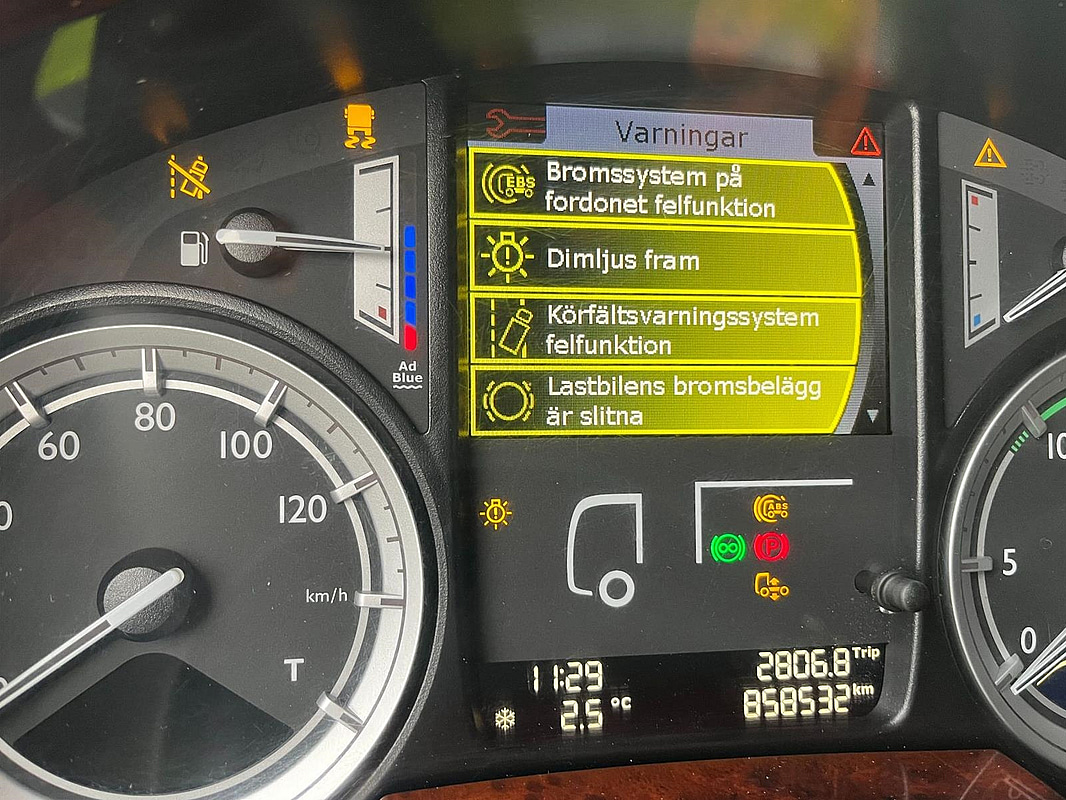 Varningar
EBS
Bromssystem på
fordonet felfunktion
Dimljus fram
Körfältsvarningssystem
felfunktion
Lastbilens bromsbelägg
är slitna
Ad
Blue
60
80
100
120
km/h
T
ABS
P
11:29
2.5 °C
2806.8 Trip
858532 km
10
5
0